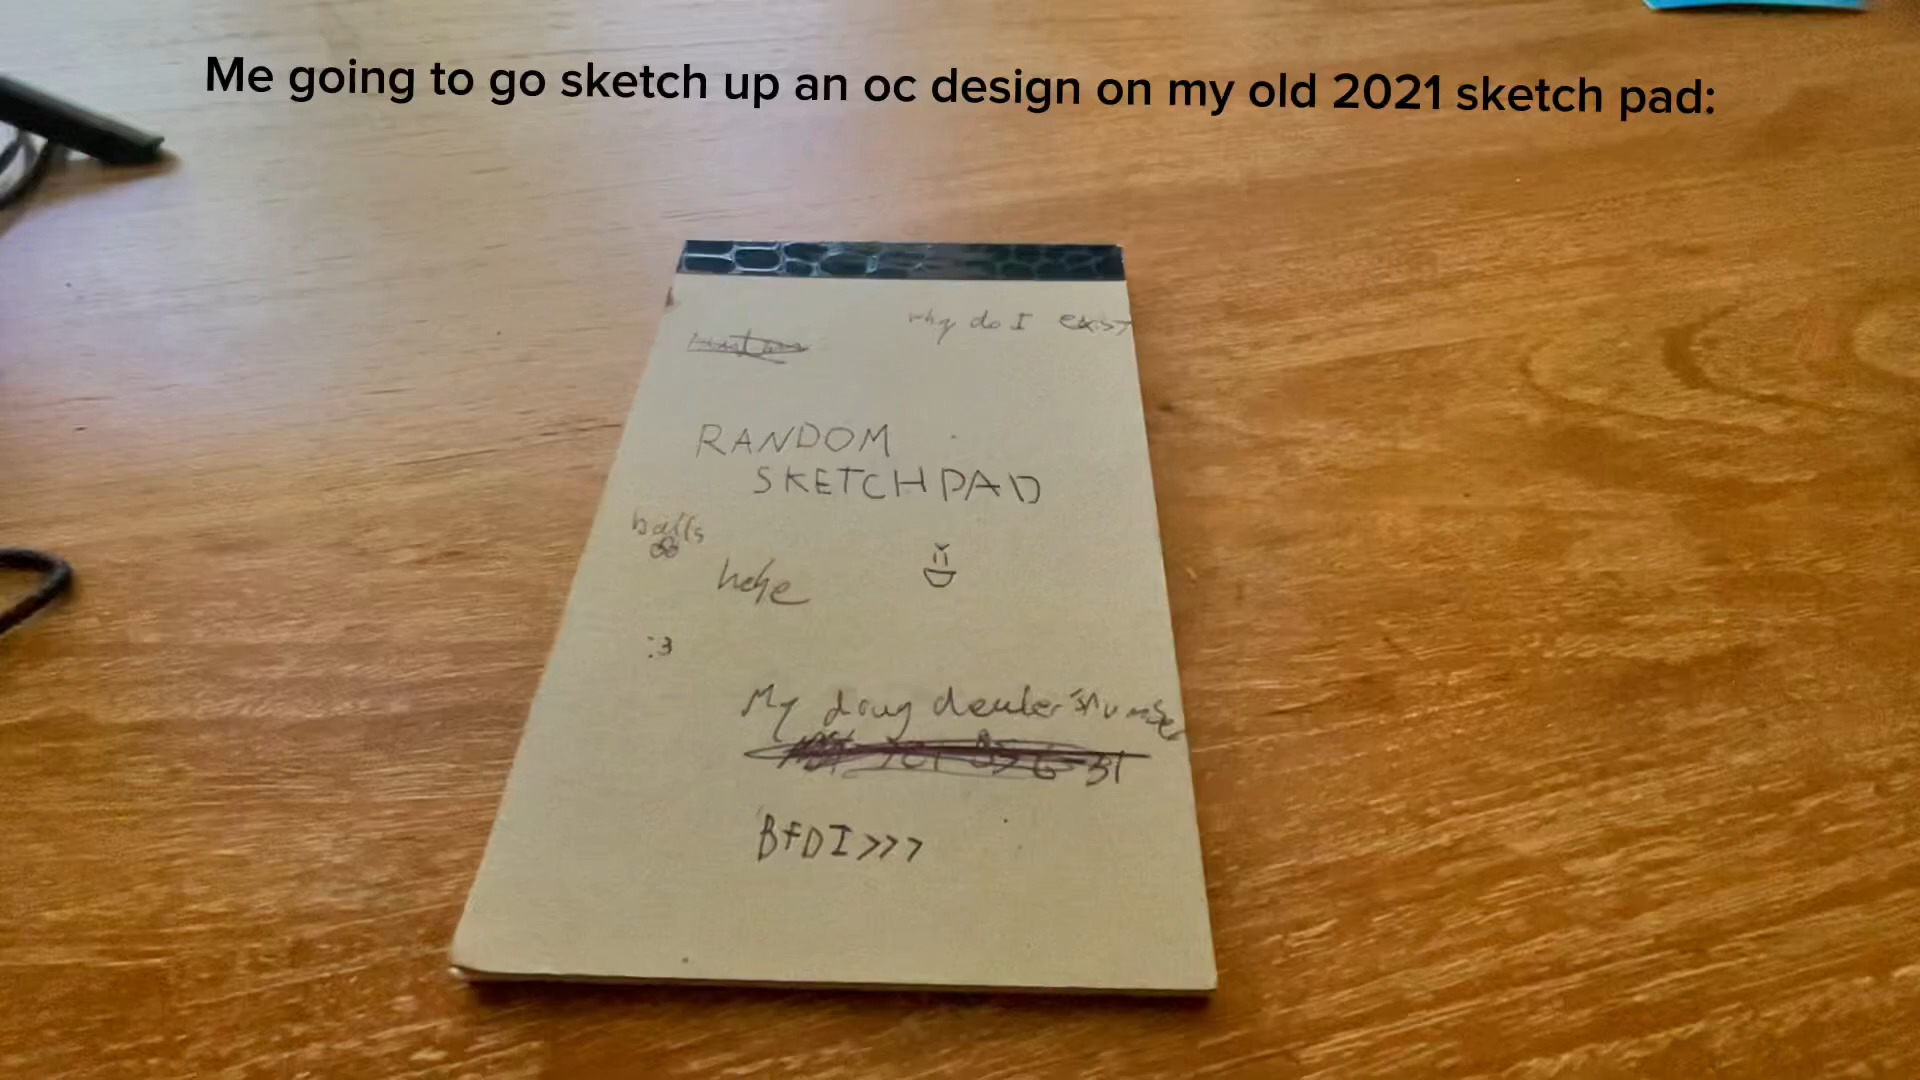 Me going to go sketch up an oc design on my old 2021 sketch pad:
why do I exist
RANDOM
SKETCHPAD
balls
hehe
:3
My drug dealer's number
BFDI>>>